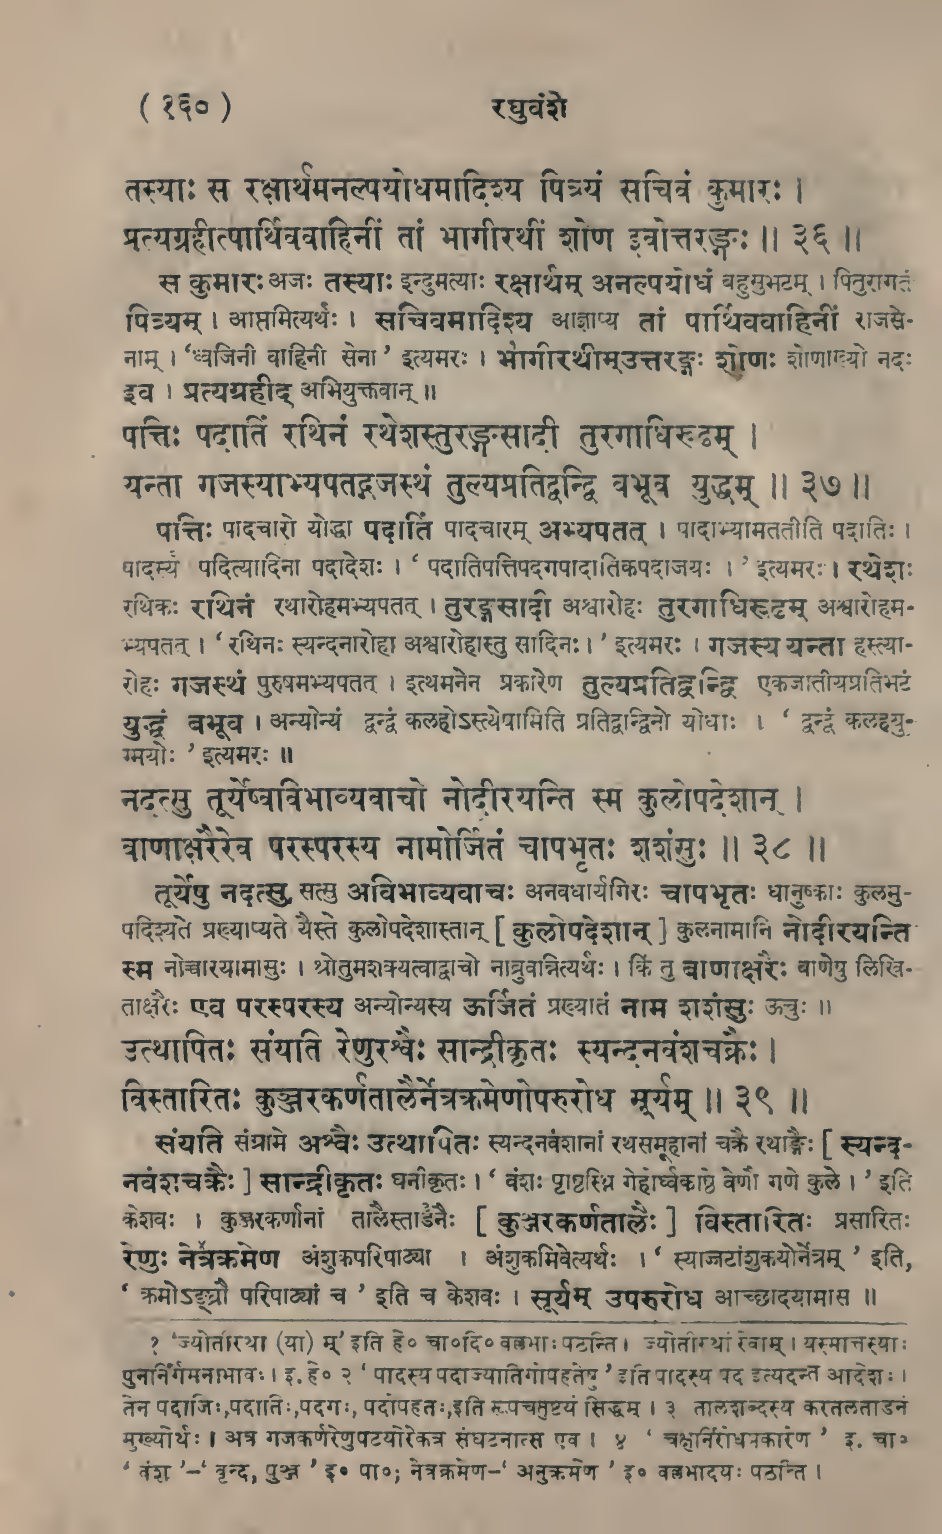 ( १६० ) रघुवंशे
तस्याः स रक्षार्थमनल्पयोधमादिश्य पित्र्यं सचिवं कुमारः ।
प्रत्यग्रहीत्पार्थिववाहिनीं तां भागीरथीं शोण इवोत्तरङ्गः ॥ ३६ ॥
स कुमारः अजः तस्याः इन्दुमत्याः रक्षार्थम् अनल्पयोधं बहुसुभटम् । पितुरागतं
पित्र्यम् । आप्तमित्यर्थः । सचिवमादिश्य आज्ञाप्य तां पार्थिववाहिनीं राजसे-
नाम् । ‘ध्वजिनी वाहिनी सेना ’ इत्यमरः । भागीरथीम् उत्तरङ्गः शोणः शोणाख्यो नदः
इव । प्रत्यग्रहीद् अभियुक्तवान् ॥
पत्तिः पदातिं रथिनं रथेशस्तुरङ्गसादी तुरगाधिरूढम् ।
यन्ता गजस्याभ्यपतद्गजस्थं तुल्यप्रतिद्वन्द्वि बभूव युद्धम् ॥ ३७ ॥
पत्तिः पादचारो योद्धा पदातिं पादचारम् अभ्यपतत् । पादाभ्यामततीति पदातिः ।
पादस्य पदित्यादिना पदादेशः । ‘ पदातिपत्तिपदगपादातिकपदाजयः । ’ इत्यमरः । रथेशः
रथिकः रथिनं रथारोहमभ्यपतत् । तुरङ्गसादी अश्वारोहः तुरगाधिरूढम् अश्वारोहम-
भ्यपतत् । ‘ रथिनः स्यन्दनारोहा अश्वारोहास्तु सादिनः । ’ इत्यमरः । गजस्य यन्ता हस्त्या-
रोहः गजस्थं पुरुषमभ्यपतत् । इत्थमनेन प्रकारेण तुल्यप्रतिद्वन्द्वि एकजातीयप्रतिभटं
युद्धं बभूव । अन्योन्यं द्वन्द्वं कलहोऽस्त्येषामिति प्रतिद्वन्द्विनो योधाः । ‘ द्वन्द्वं कलहयु-
ग्मयोः ’ इत्यमरः ॥
नदत्सु तूर्येष्वविभाव्यवाचो नोदीरयन्ति स्म कुलोपदेशान् ।
बाणाक्षरैरेव परस्परस्य नामोर्जितं चापभृतः शशंसुः ॥ ३८ ॥
तूर्येषु नदत्सु सत्सु अविभाव्यवाचः अनवधार्यगिरः चापभृतः धानुष्काः कुलमु-
पदिश्यते प्रख्याप्यते यैस्ते कुलोपदेशास्तान् [ कुलोपदेशान् ] कुलनामानि नोदीरयन्ति
स्म नोच्चारयामासुः । श्रोतुमशक्यत्वाद्वाचो नाब्रुवन्नित्यर्थः । किं तु बाणाक्षरैः बाणेषु लिखि-
ताक्षरैः एव परस्परस्य अन्योन्यस्य ऊर्जितं प्रख्यातं नाम शशंसुः ऊचुः ॥
उत्थापितः संयति रेणुरश्वैः सान्द्रीकृतः स्यन्दनवंशचक्रैः ।
विस्तारितः कुञ्जरकर्णतालैर्नेत्रक्रमेणोपरुरोध सूर्यम् ॥ ३९ ॥
संयति संग्रामे अश्वैः उत्थापितः स्यन्दनवंशानां रथसमूहानां चक्रै रथाङ्गैः [ स्यन्द-
नवंशचक्रैः ] सान्द्रीकृतः घनीकृतः । ‘ वंशः पृष्ठास्थ्नि गेहोर्ध्वकाष्ठे वेणौ गणे कुले । ’ इति
केशवः । कुञ्जरकर्णानां तालैस्ताडनैः [ कुञ्जरकर्णतालैः ] विस्तारितः प्रसारितः
रेणुः नेत्रक्रमेण अंशुकपरिपाट्या । अंशुकमिवेत्यर्थः । ‘ स्याज्जटांशुकयोर्नेत्रम् ’ इति,
‘ क्रमोऽङ्घ्रौ परिपाट्यां च ’ इति च केशवः । सूर्यम् उपरुरोध आच्छादयामास ॥
१ ‘ज्योतीरथा (या) म्’ इति हे० चा०दि०वल्लभाः पठन्ति । ज्योतीरथां रेवाम् । यस्मात्तस्याः
पुनर्निर्गमनाभावः । इ. हे० २ ‘ पादस्य पदाज्यातिगोपहतेषु ’ इति पादस्य पद इत्यदन्त आदेशः ।
तेन पदाजिः,पदातिः,पदगः, पदोपहतः,इति रूपचतुष्टयं सिद्धम् । ३ तालशब्दस्य करतलताडनं
मुख्योर्थः । अत्र गजकर्णरेणुपटयोरेकत्र संघटनात्स एव । ४ ‘ चक्षुर्निरोधप्रकारेण ’ इ. चा०
‘ वंश ’-‘ वृन्द, पुञ्ज ’ इ० पा०; नेत्रक्रमेण-‘ अनुक्रमेण ’ इ० वल्लभादयः पठन्ति ।